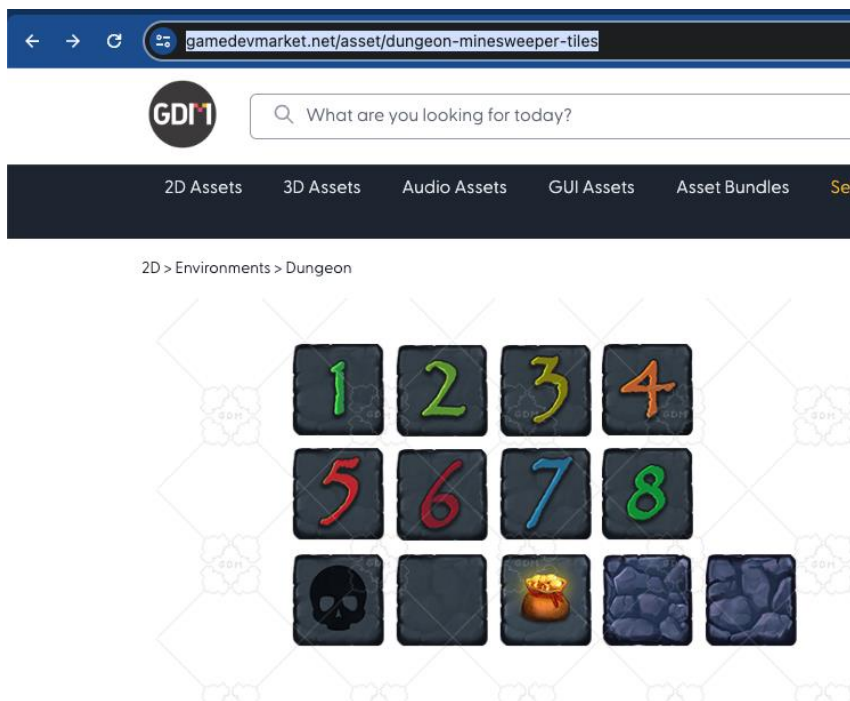 gamedevmarket.net/asset/dungeon-minesweeper-tiles
GDM
What are you looking for today?
2D Assets 3D Assets Audio Assets GUI Assets Asset Bundles Se
2D > Environments > Dungeon
1 2 3 4
5 6 7 8